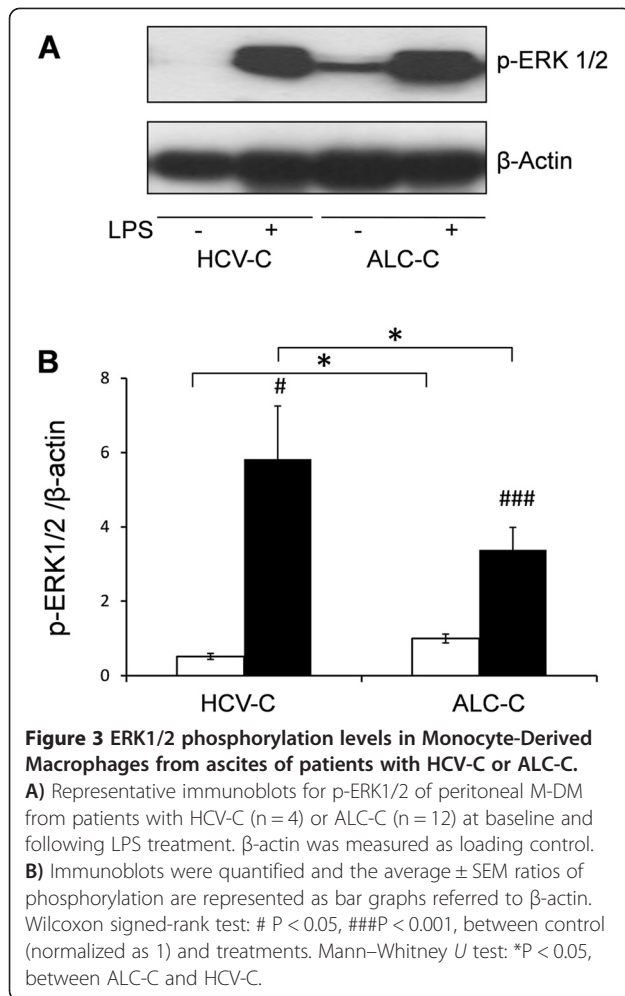 A
p-ERK 1/2
β-Actin
LPS - + - +
HCV-C ALC-C
B
* *
# ###
p-ERK1/2 /β-actin
8
6
4
2
0
HCV-C ALC-C
Figure 3 ERK1/2 phosphorylation levels in Monocyte-Derived
Macrophages from ascites of patients with HCV-C or ALC-C.
A) Representative immunoblots for p-ERK1/2 of peritoneal M-DM
from patients with HCV-C (n = 4) or ALC-C (n = 12) at baseline and
following LPS treatment. β-actin was measured as loading control.
B) Immunoblots were quantified and the average ± SEM ratios of
phosphorylation are represented as bar graphs referred to β-actin.
Wilcoxon signed-rank test: # P < 0.05, ###P < 0.001, between control
(normalized as 1) and treatments. Mann–Whitney U test: *P < 0.05,
between ALC-C and HCV-C.